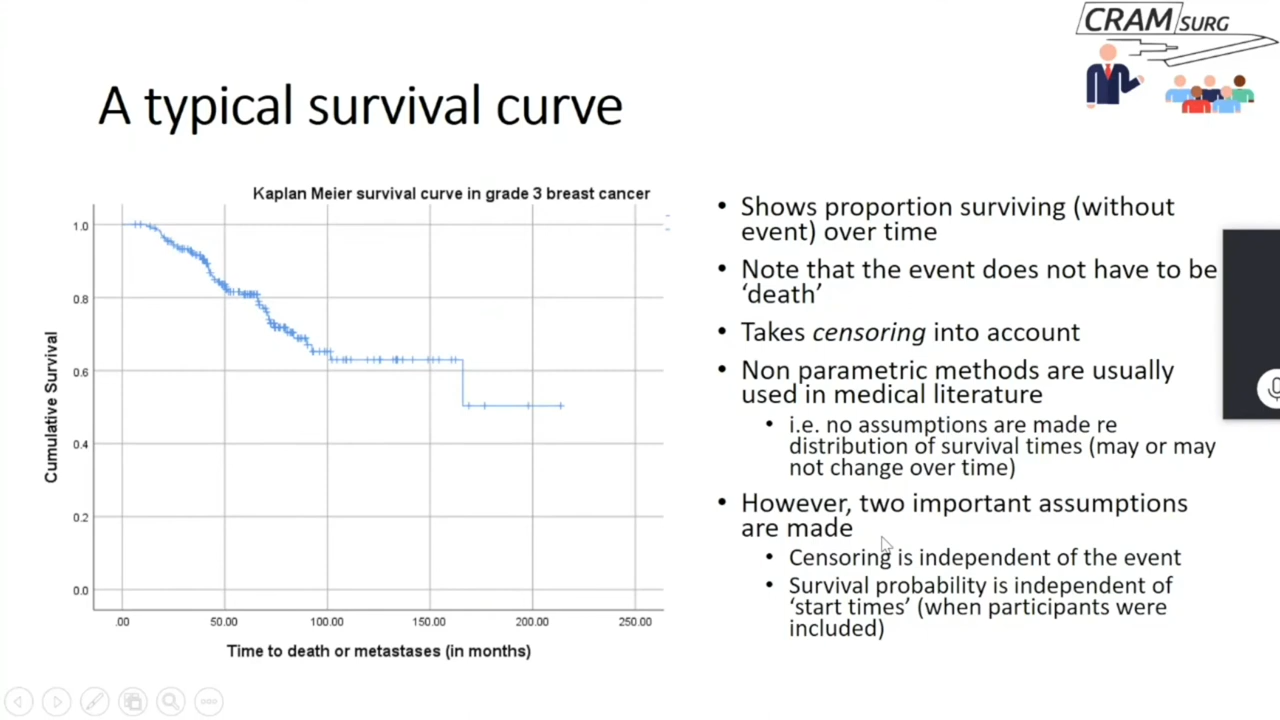 CRAM SURG
A typical survival curve
Kaplan Meier survival curve in grade 3 breast cancer
1.0
0.8
0.6
0.4
0.2
0.0
Cumulative Survival
.00 50.00 100.00 150.00 200.00 250.00
Time to death or metastases (in months)
• Shows proportion surviving (without
event) over time
• Note that the event does not have to be
‘death’
• Takes censoring into account
• Non parametric methods are usually
used in medical literature
• i.e. no assumptions are made re
distribution of survival times (may or may
not change over time)
• However, two important assumptions
are made
• Censoring is independent of the event
• Survival probability is independent of
‘start times’ (when participants were
included)